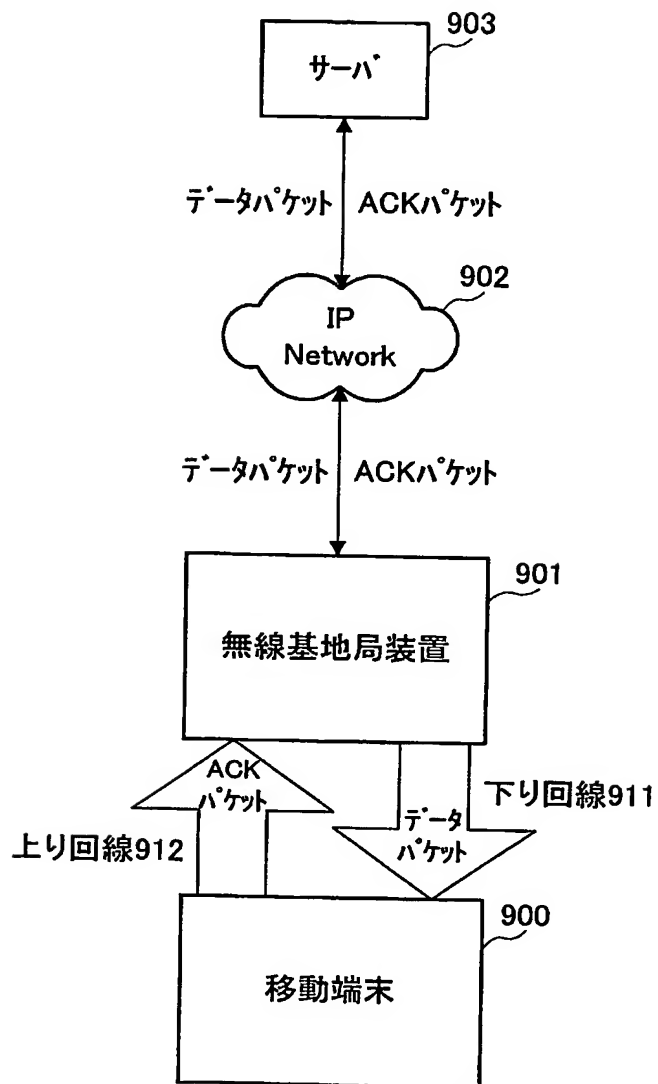 903
サーバ
データパケット ACKパケット
902
IP
Network
データパケット ACKパケット
901
無線基地局装置
ACK
パケット
下り回線911
データ
パケット
上り回線912
900
移動端末